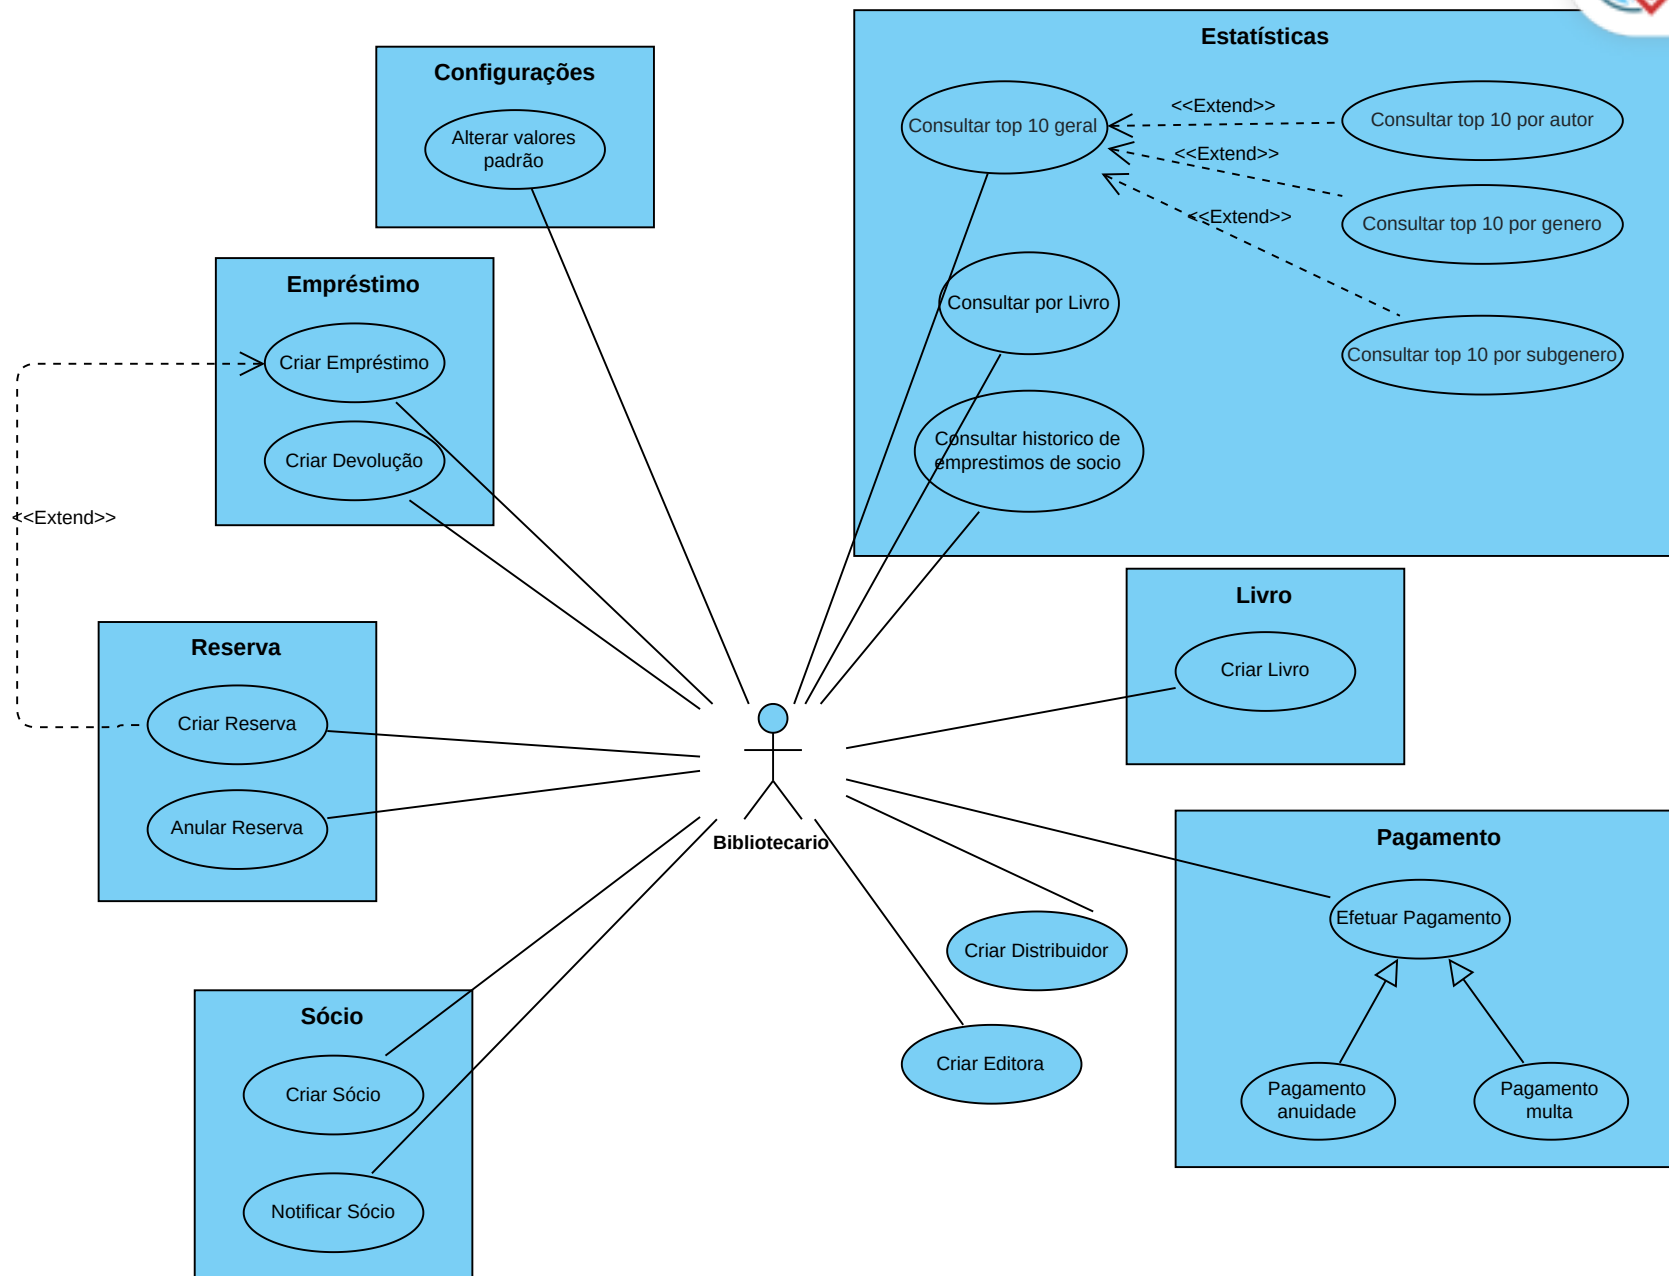 Estatísticas
Configurações
Consultar top 10 geral
<<Extend>>
Consultar top 10 por autor
Alterar valores
padrão
<<Extend>>
Consultar top 10 por genero
<<Extend>>
Empréstimo
Consultar por Livro
Consultar top 10 por subgenero
Criar Empréstimo
Consultar historico de
emprestimos de socio
Criar Devolução
<<Extend>>
Livro
Reserva
Criar Livro
Criar Reserva
Anular Reserva
Bibliotecario
Pagamento
Efetuar Pagamento
Criar Distribuidor
Sócio
Criar Editora
Criar Sócio
Pagamento
anuidade
Pagamento
multa
Notificar Sócio